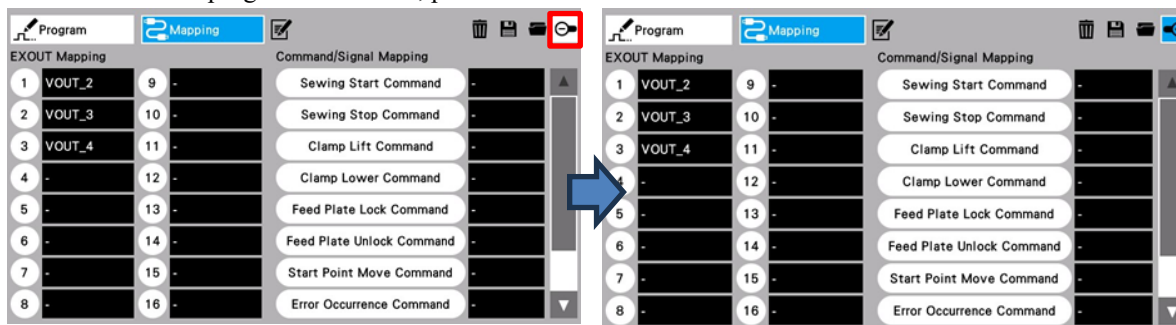 Program Mapping
EXOUT Mapping Command/Signal Mapping
1 VOUT_2 9 - Sewing Start Command -
2 VOUT_3 10 - Sewing Stop Command -
3 VOUT_4 11 - Clamp Lift Command -
4 - 12 - Clamp Lower Command -
5 - 13 - Feed Plate Lock Command -
6 - 14 - Feed Plate Unlock Command -
7 - 15 - Start Point Move Command -
8 - 16 - Error Occurrence Command -
Program Mapping
EXOUT Mapping Command/Signal Mapping
1 VOUT_2 9 - Sewing Start Command -
2 VOUT_3 10 - Sewing Stop Command -
3 VOUT_4 11 - Clamp Lift Command -
- 12 - Clamp Lower Command -
5 - 13 - Feed Plate Lock Command -
6 - 14 - Feed Plate Unlock Command -
7 - 15 - Start Point Move Command -
8 - 16 - Error Occurrence Command -